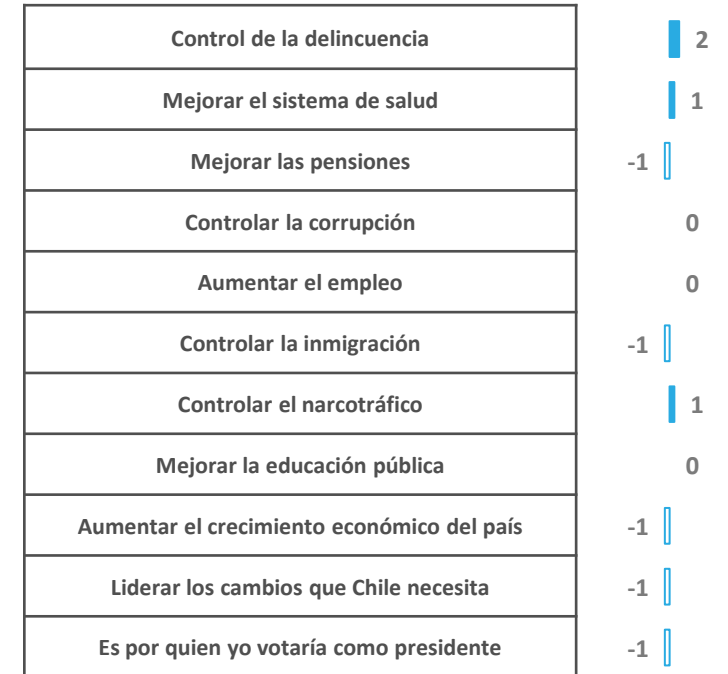 Control de la delincuencia 2
Mejorar el sistema de salud 1
Mejorar las pensiones -1
Controlar la corrupción 0
Aumentar el empleo 0
Controlar la inmigración -1
Controlar el narcotráfico 1
Mejorar la educación pública 0
Aumentar el crecimiento económico del país -1
Liderar los cambios que Chile necesita -1
Es por quien yo votaría como presidente -1